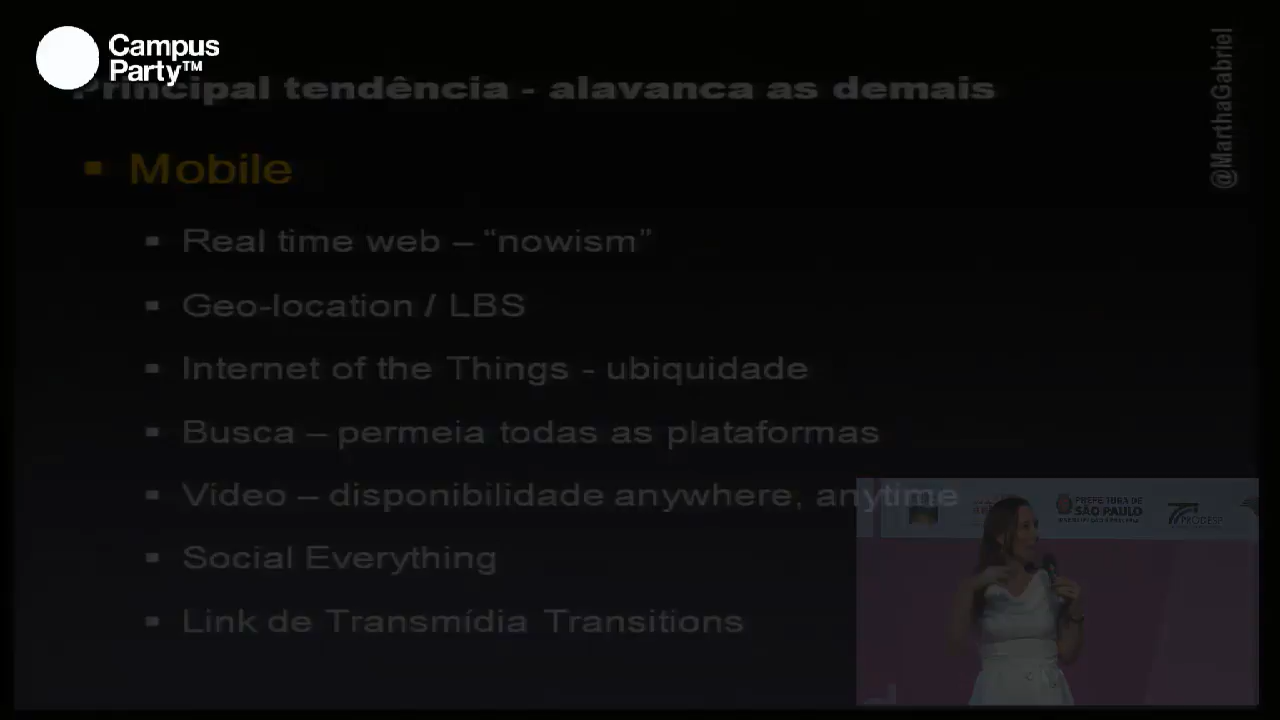 Campus
Party™
Principal tendência - alavanca as demais
@MarthaGabriel
Mobile
Real time web – “nowism”
Geo-location / LBS
Internet of the Things - ubiquidade
Busca – permeia todas as plataformas
Vídeo – disponibilidade anywhere, anytime
Social Everything
Link de Transmídia Transitions
PREFEITURA DE
SÃO PAULO
PRODESP